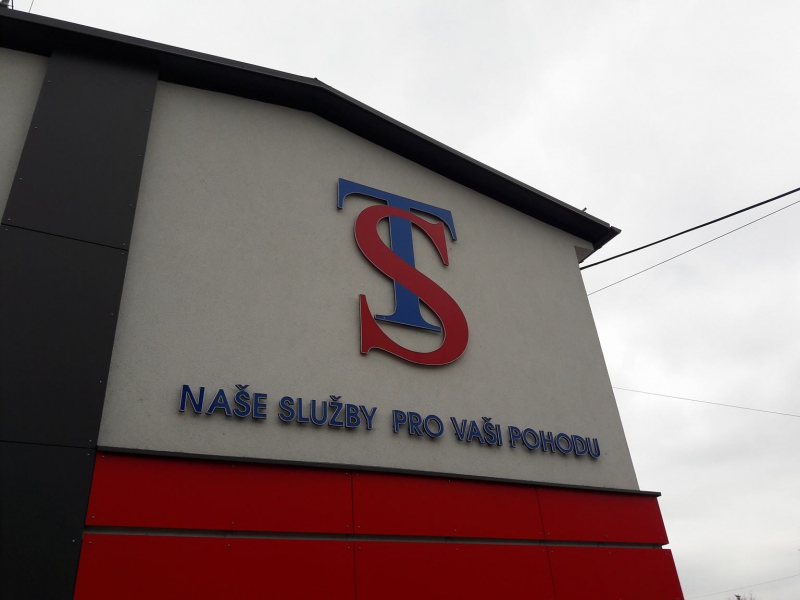 TS
NAŠE SLUŽBY PRO VAŠI POHODU